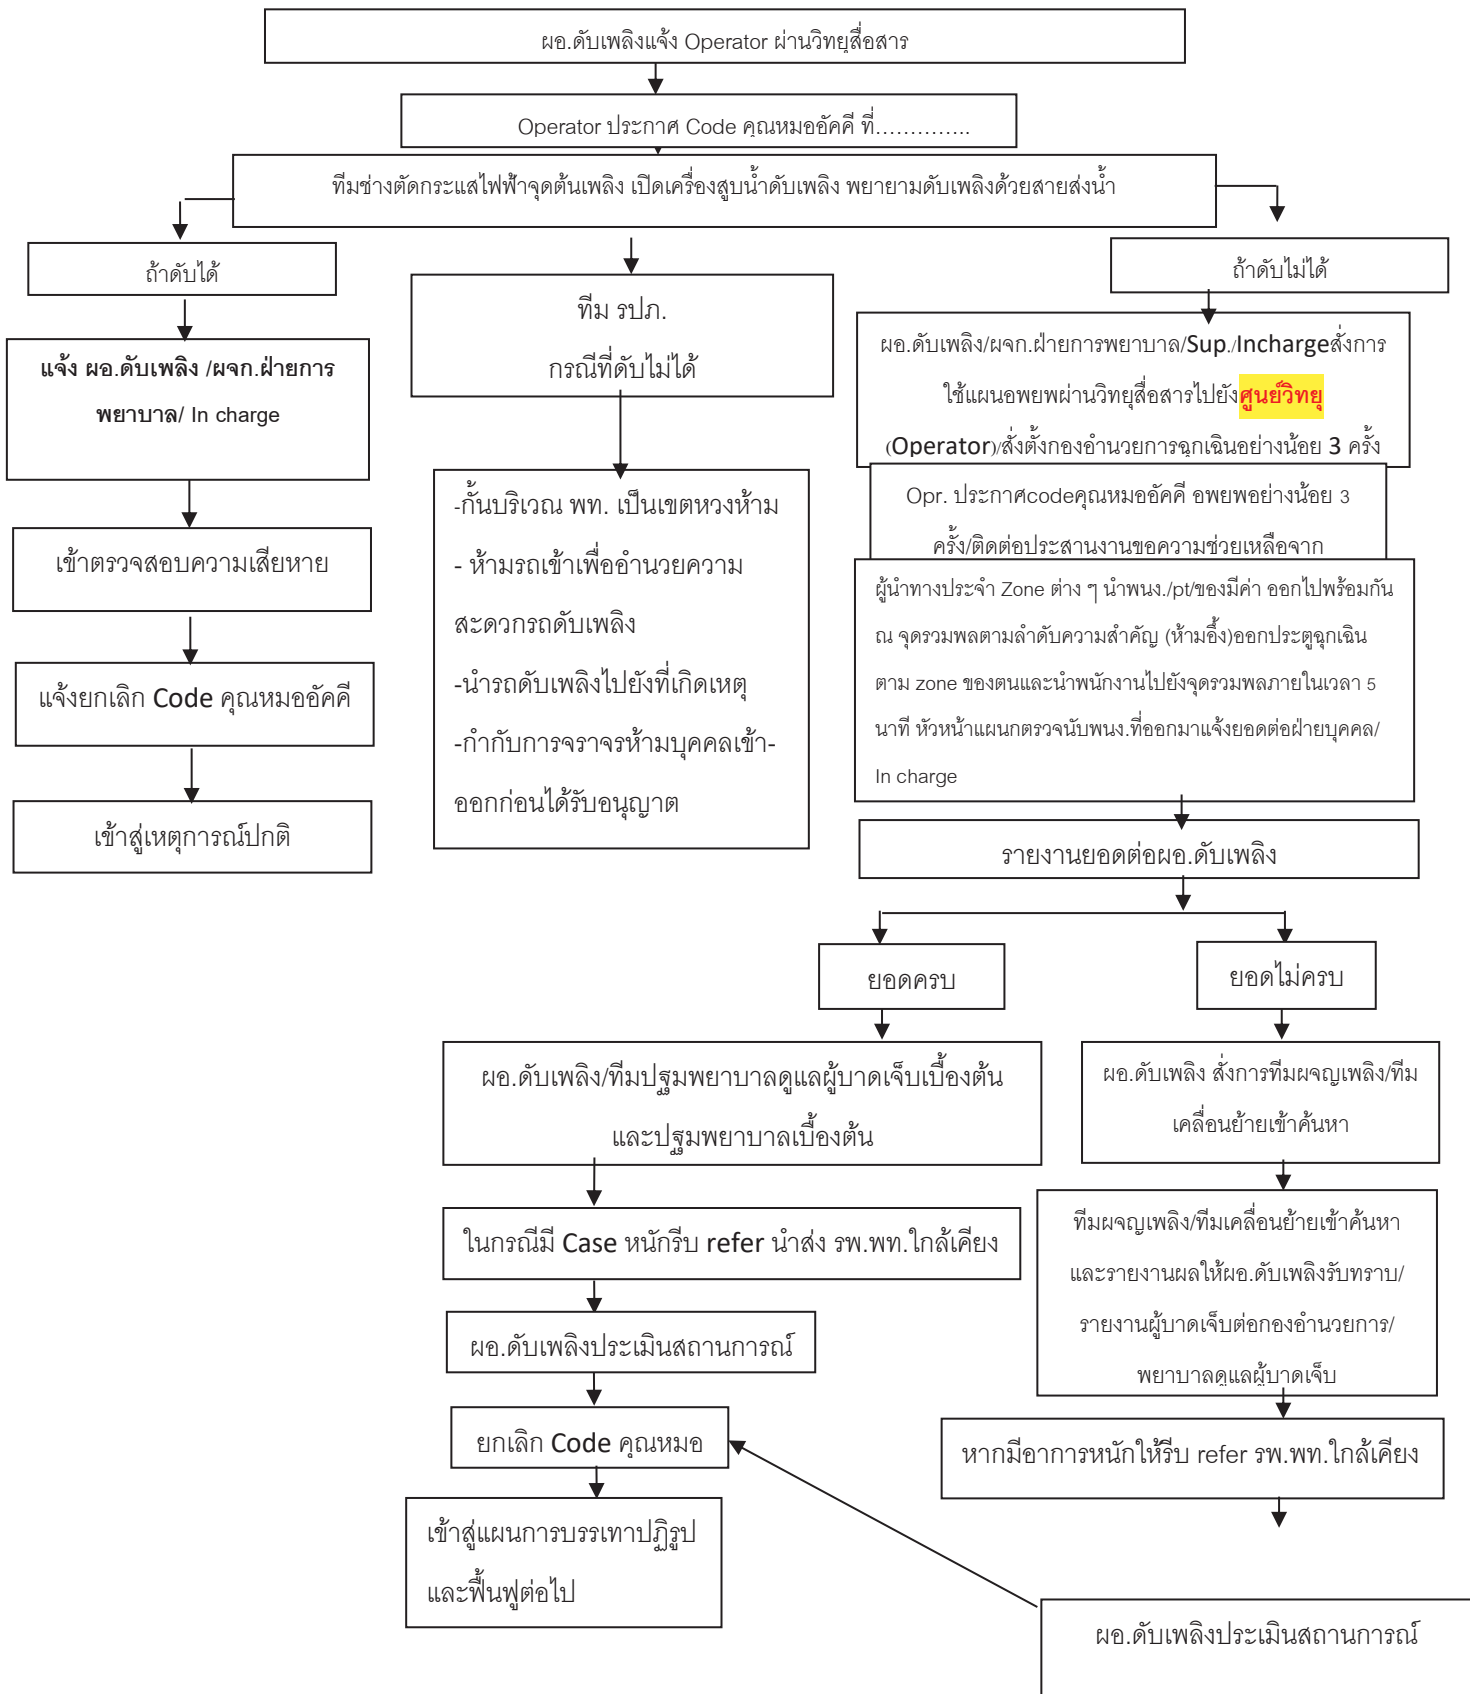 ผอ.ดับเพลิงแจ้ง Operator ผ่านวิทยุสื่อสาร
Operator ประกาศ Code คุณหมออัคคี ที่..............
ทีมช่างตัดกระแสไฟฟ้าจุดต้นเพลิง เปิดเครื่องสูบน้ำดับเพลิง พยายามดับเพลิงด้วยสายส่งน้ำ
ถ้าดับได้
แจ้ง ผอ.ดับเพลิง /ผจก.ฝ่ายการ
พยาบาล/ In charge
เข้าตรวจสอบความเสียหาย
แจ้งยกเลิก Code คุณหมออัคคี
เข้าสู่เหตุการณ์ปกติ
ทีม รปภ.
กรณีที่ดับไม่ได้
-กั้นบริเวณ พท. เป็นเขตหวงห้าม
- ห้ามรถเข้าเพื่ออำนวยความ
สะดวกรถดับเพลิง
-นำรถดับเพลิงไปยังที่เกิดเหตุ
-กำกับการจราจรห้ามบุคคลเข้า-
ออกก่อนได้รับอนุญาต
ถ้าดับไม่ได้
ผอ.ดับเพลิง/ผจก.ฝ่ายการพยาบาล/Sup./Inchargeสั่งการ
ใช้แผนอพยพผ่านวิทยุสื่อสารไปยังศูนย์วิทยุ
(Operator)/สั่งตั้งกองอำนวยการฉุกเฉินอย่างน้อย 3 ครั้ง
Opr. ประกาศcodeคุณหมออัคคี อพยพอย่างน้อย 3
ครั้ง/ติดต่อประสานงานขอความช่วยเหลือจาก
ผู้นำทางประจำ Zone ต่าง ๆ นำพนง./pt/ของมีค่า ออกไปพร้อมกัน
ณ จุดรวมพลตามลำดับความสำคัญ (ห้ามอึ้ง)ออกประตูฉุกเฉิน
ตาม zone ของตนและนำพนักงานไปยังจุดรวมพลภายในเวลา 5
นาที หัวหน้าแผนกตรวจนับพนง.ที่ออกมาแจ้งยอดต่อฝ่ายบุคคล/
In charge
รายงานยอดต่อผอ.ดับเพลิง
ยอดครบ
ยอดไม่ครบ
ผอ.ดับเพลิง/ทีมปฐมพยาบาลดูแลผู้บาดเจ็บเบื้องต้น
และปฐมพยาบาลเบื้องต้น
ในกรณีมี Case หนักรีบ refer นำส่ง รพ.พท.ใกล้เคียง
ผอ.ดับเพลิงประเมินสถานการณ์
ยกเลิก Code คุณหมอ
เข้าสู่แผนการบรรเทาปฏิรูป
และฟื้นฟูต่อไป
ผอ.ดับเพลิง สั่งการทีมผจญเพลิง/ทีม
เคลื่อนย้ายเข้าค้นหา
ทีมผจญเพลิง/ทีมเคลื่อนย้ายเข้าค้นหา
และรายงานผลให้ผอ.ดับเพลิงรับทราบ/
รายงานผู้บาดเจ็บต่อกองอำนวยการ/
พยาบาลดูแลผู้บาดเจ็บ
หากมีอาการหนักให้รีบ refer รพ.พท.ใกล้เคียง
ผอ.ดับเพลิงประเมินสถานการณ์